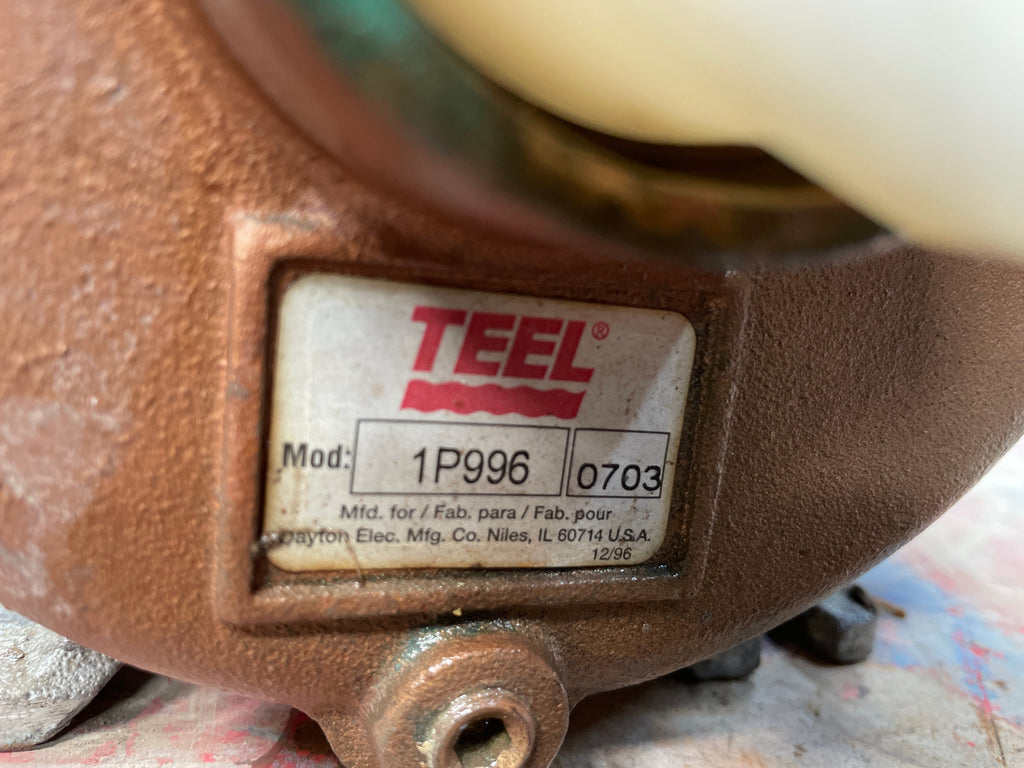 TEEL®
Mod: 1P996 0703
Mfd. for / Fab. para / Fab. pour
Dayton Elec. Mfg. Co. Niles, IL 60714 U.S.A.
12/96